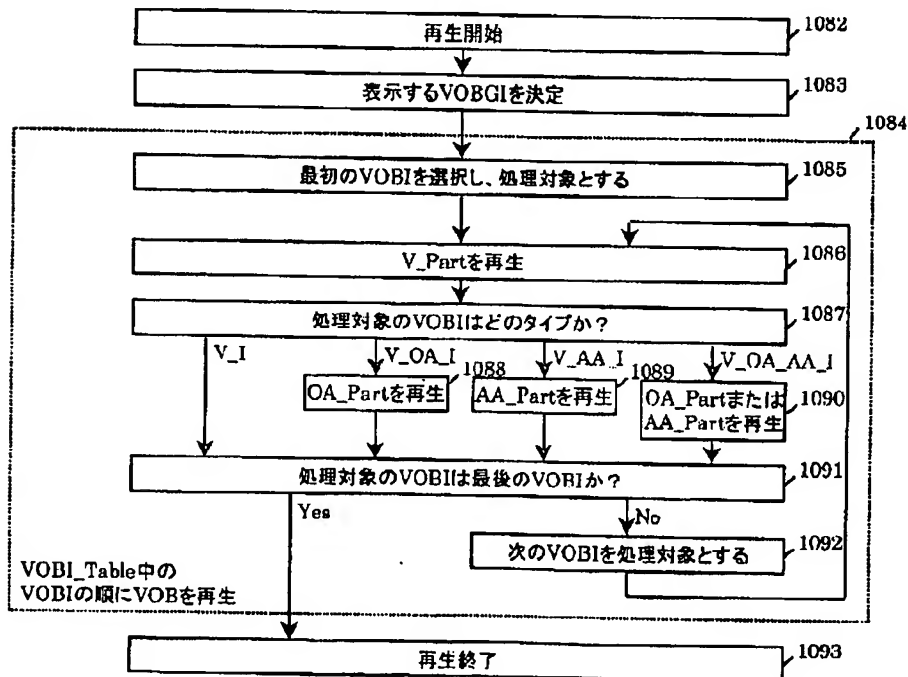 再生開始
1082
表示するVOBGIを決定
1083
1084
最初のVOBIを選択し、処理対象とする
1085
V_Partを再生
1086
処理対象のVOBIはどのタイプか?
1087
V_I
V_OA_I
V_AA_I
V_OA_AA_I
1088
OA_Partを再生
1089
AA_Partを再生
1090
OA_Partまたは
AA_Partを再生
処理対象のVOBIは最後のVOBIか?
1091
Yes
No
次のVOBIを処理対象とする
1092
VOBI_Table中の
VOBIの順にVOBを再生
再生終了
1093